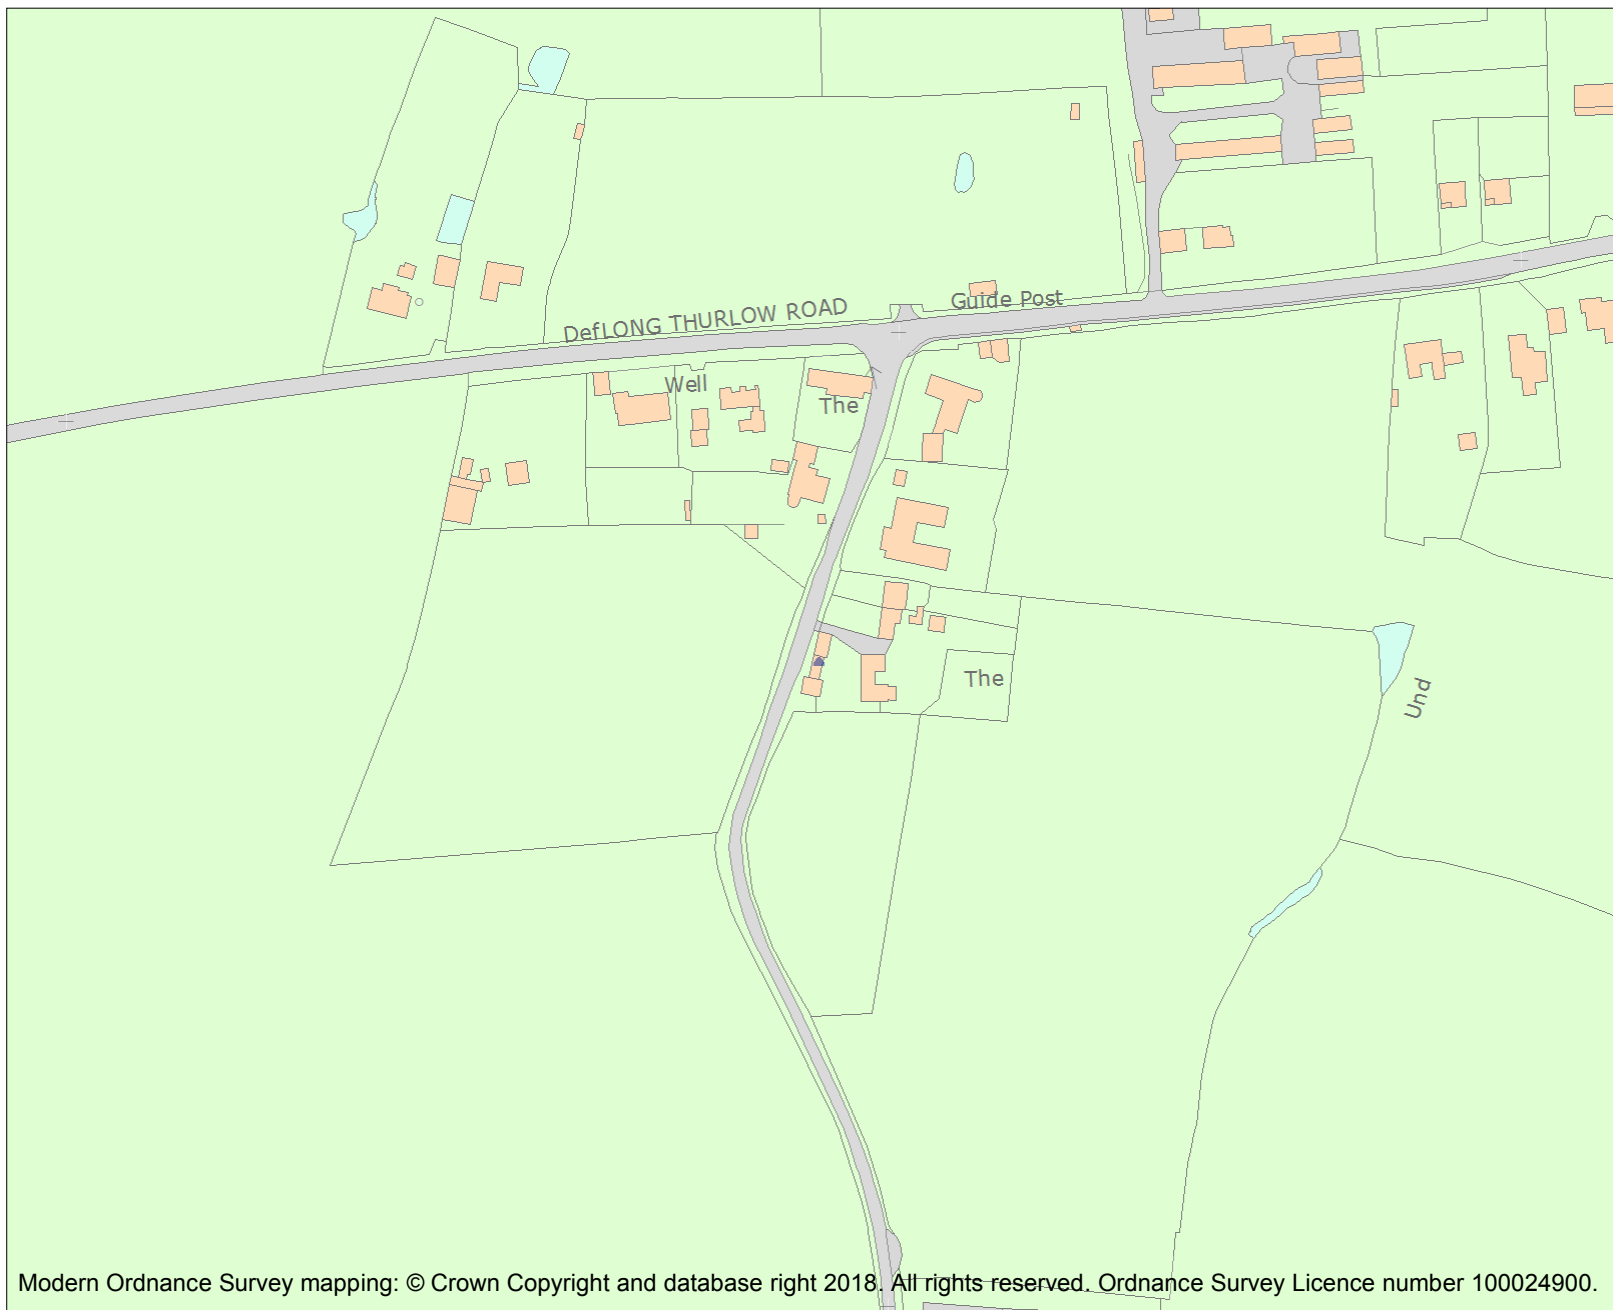 Guide Post
DefLONG THURLOW ROAD
Well
The
The
Und
Modern Ordnance Survey mapping: © Crown Copyright and database right 2018. All rights reserved. Ordnance Survey Licence number 100024900.